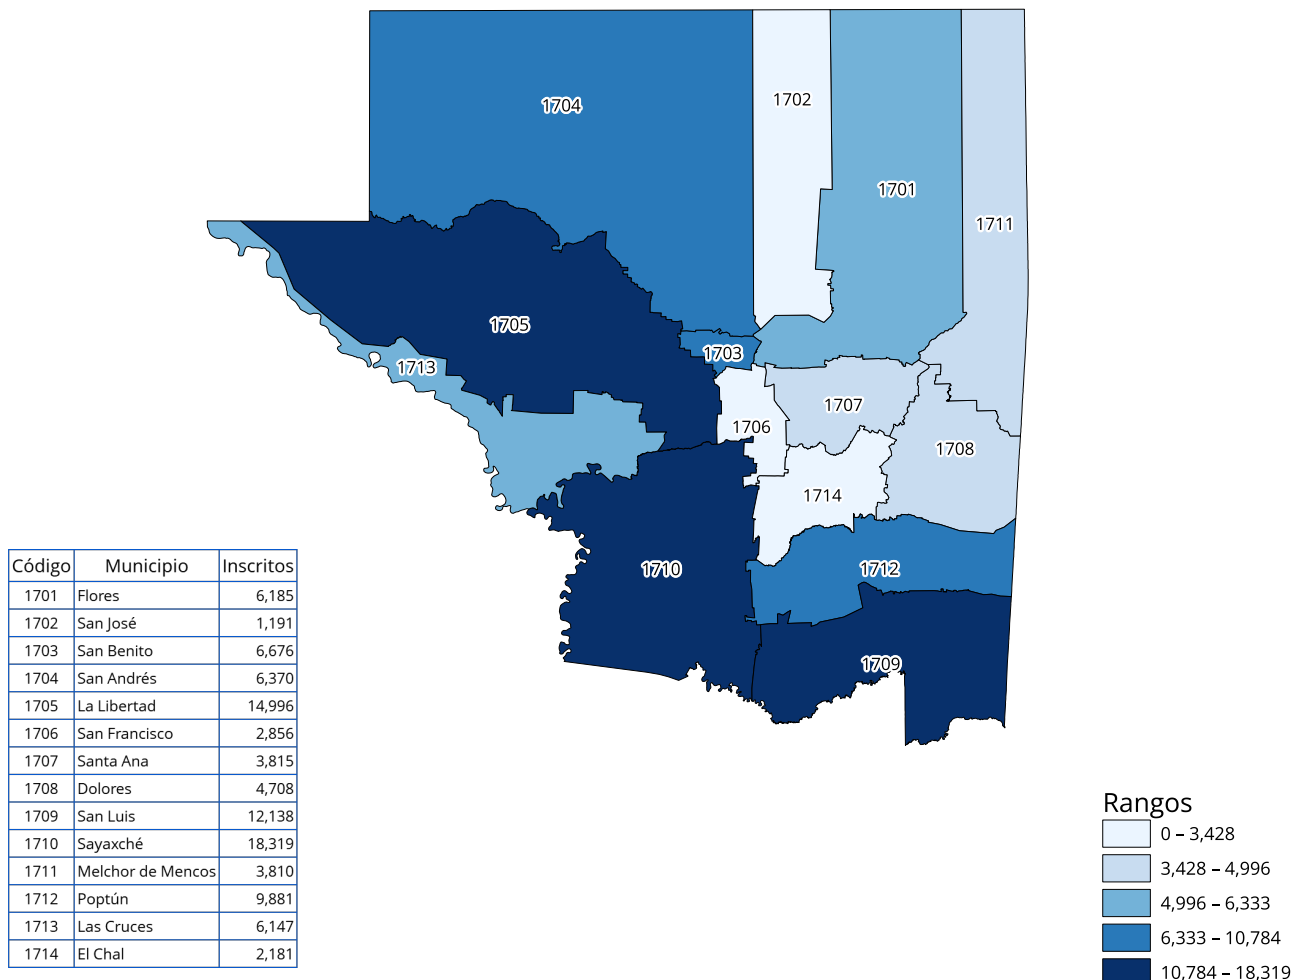 1704
1702
1701
1711
1705
1703
1713
1707
1706
1708
1714
1710
1712
1709
Código Municipio Inscritos
1701 Flores 6,185
1702 San José 1,191
1703 San Benito 6,676
1704 San Andrés 6,370
1705 La Libertad 14,996
1706 San Francisco 2,856
1707 Santa Ana 3,815
1708 Dolores 4,708
1709 San Luis 12,138
1710 Sayaxché 18,319
1711 Melchor de Mencos 3,810
1712 Poptún 9,881
1713 Las Cruces 6,147
1714 El Chal 2,181
Rangos
0 – 3,428
3,428 – 4,996
4,996 – 6,333
6,333 – 10,784
10,784 – 18,319